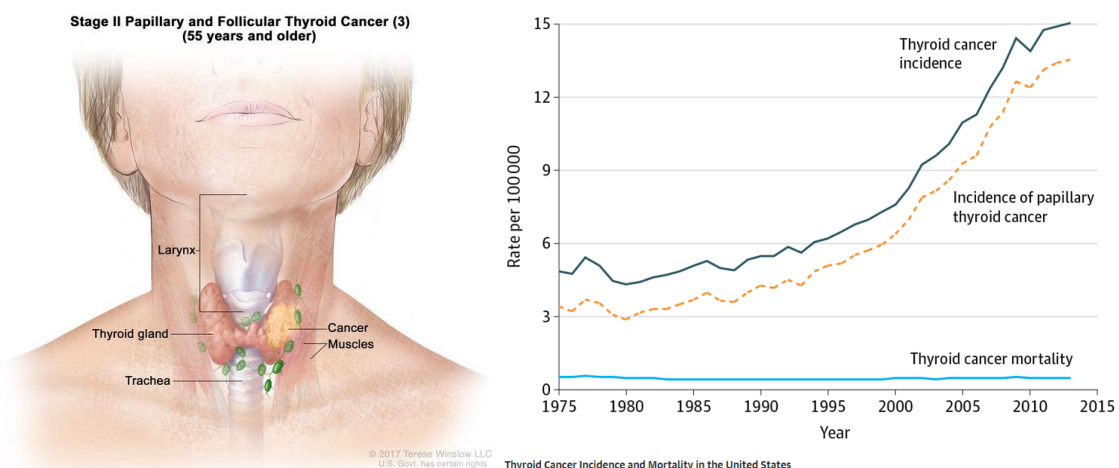 Stage II Papillary and Follicular Thyroid Cancer (3)
(55 years and older)
Larynx
Thyroid gland
Cancer
Muscles
Trachea
© 2017 Terese Winslow LLC
U.S. Govt. has certain rights
15
12
9
6
3
0
Rate per 100 000
Thyroid cancer
incidence
Incidence of papillary
thyroid cancer
Thyroid cancer mortality
1975 1980 1985 1990 1995 2000 2005 2010 2015
Year
Thyroid Cancer Incidence and Mortality in the United States